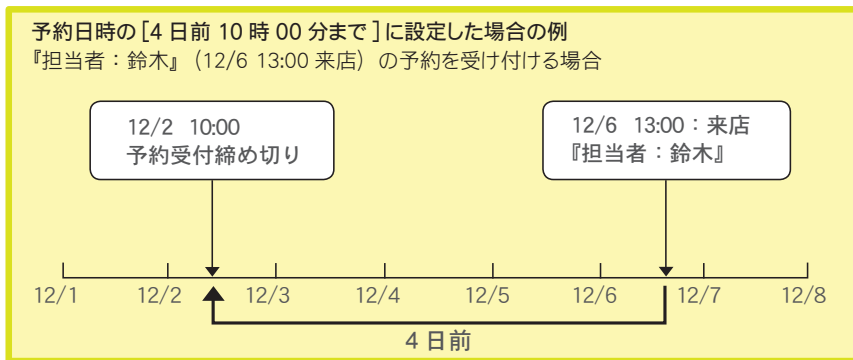 予約日時の[4日前 10時00分まで]に設定した場合の例
『担当者：鈴木』（12/6 13:00 来店）の予約を受け付ける場合
12/2 10:00
予約受付締め切り
12/6 13:00：来店
『担当者：鈴木』
12/1 12/2 12/3 12/4 12/5 12/6 12/7 12/8
4日前